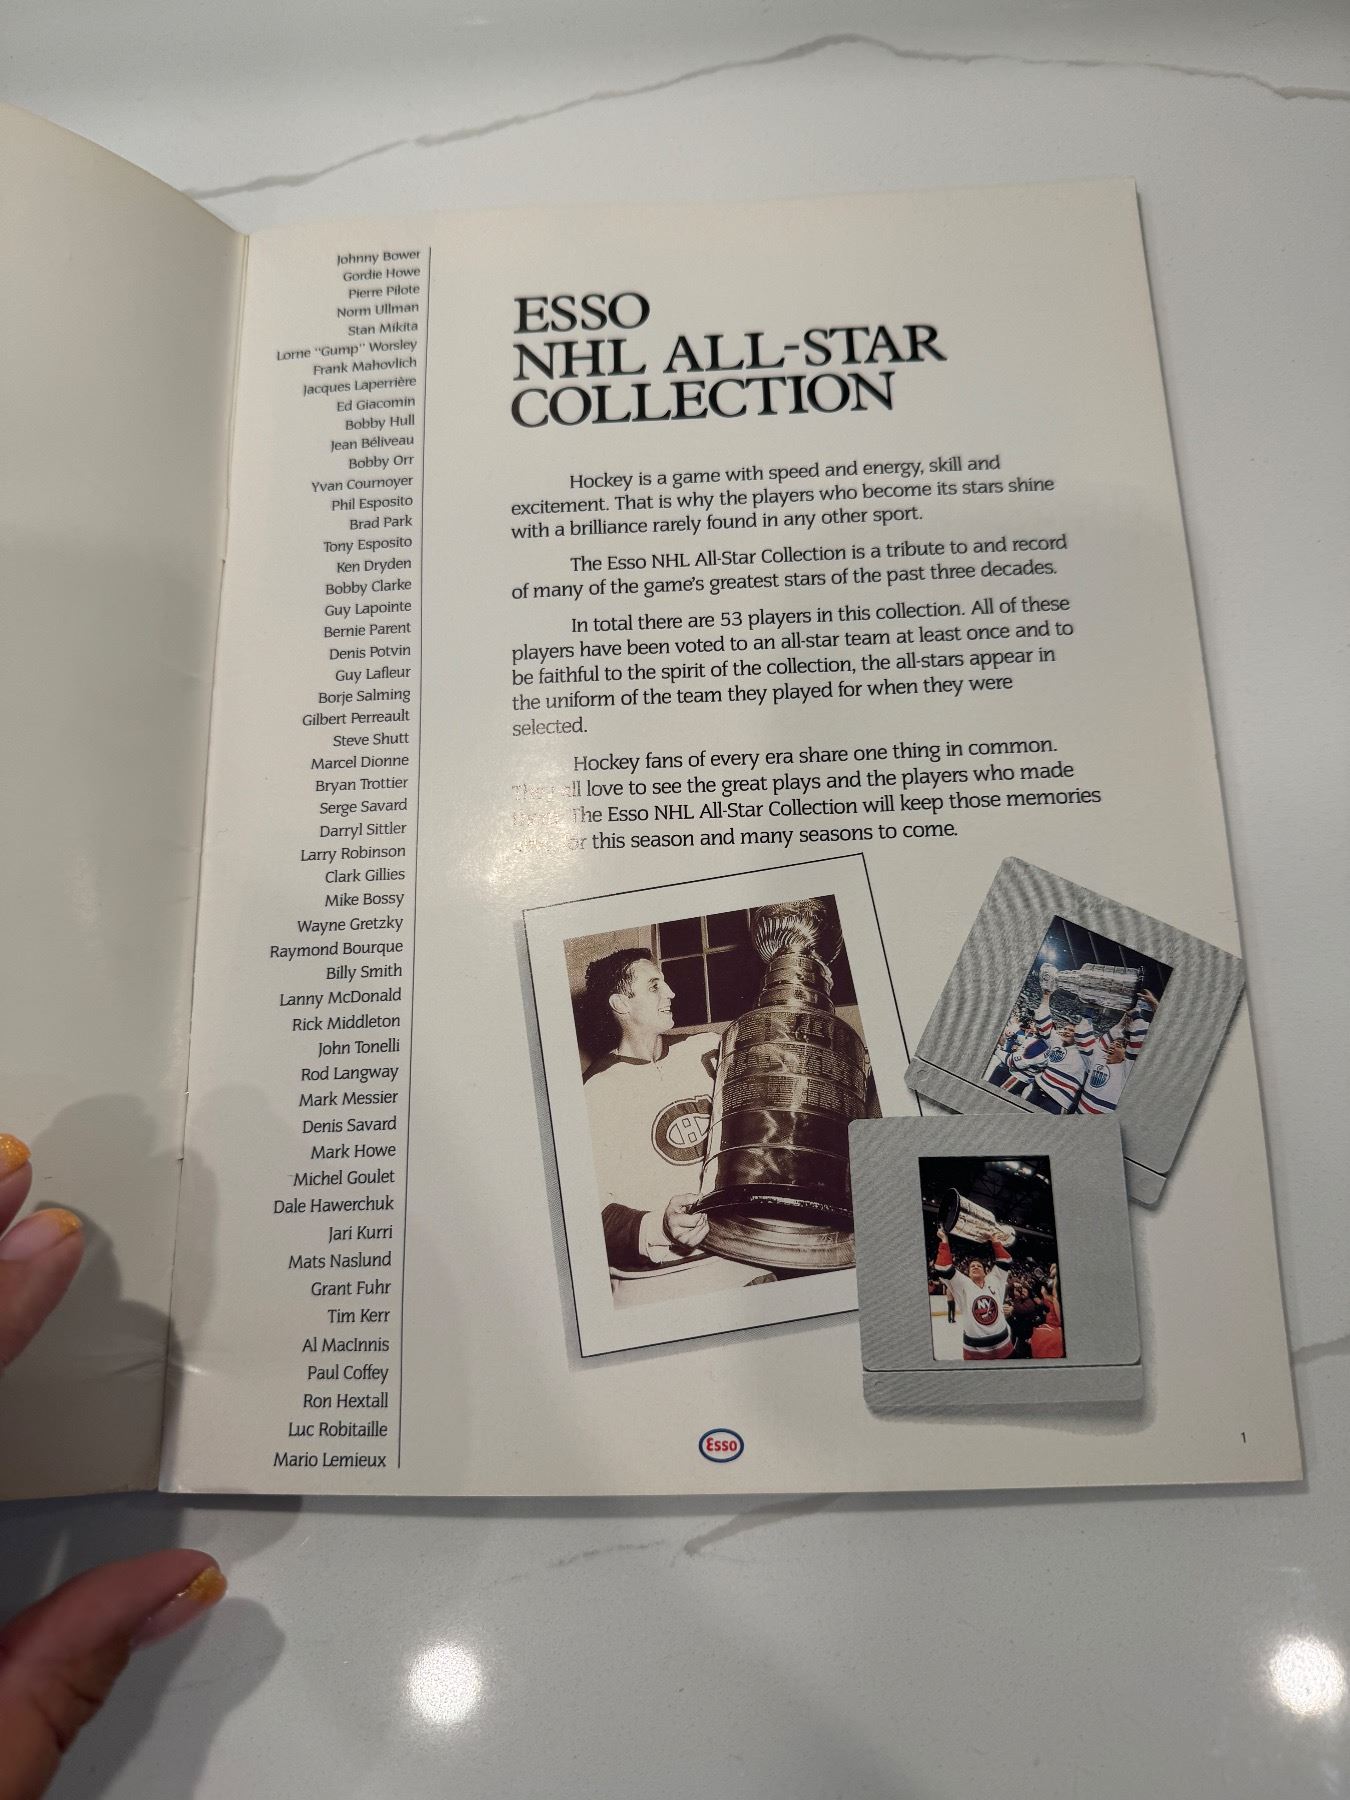 Johnny Bower
Gordie Howe
Pierre Pilote
Norm Ullman
Stan Mikita
Lorne "Gump" Worsley
Frank Mahovlich
Jacques Laperrière
Ed Giacomin
Bobby Hull
Jean Béliveau
Bobby Orr
Yvan Cournoyer
Phil Esposito
Brad Park
Tony Esposito
Ken Dryden
Bobby Clarke
Guy Lapointe
Bernie Parent
Denis Potvin
Guy Lafleur
Borje Salming
Gilbert Perreault
Steve Shutt
Marcel Dionne
Bryan Trottier
Serge Savard
Darryl Sittler
Larry Robinson
Clark Gillies
Mike Bossy
Wayne Gretzky
Raymond Bourque
Billy Smith
Lanny McDonald
Rick Middleton
John Tonelli
Rod Langway
Mark Messier
Denis Savard
Mark Howe
Michel Goulet
Dale Hawerchuk
Jari Kurri
Mats Naslund
Grant Fuhr
Tim Kerr
Al MacInnis
Paul Coffey
Ron Hextall
Luc Robitaille
Mario Lemieux
ESSO
NHL ALL-STAR
COLLECTION
Hockey is a game with speed and energy, skill and
excitement. That is why the players who become its stars shine
with a brilliance rarely found in any other sport.
The Esso NHL All-Star Collection is a tribute to and record
of many of the game's greatest stars of the past three decades.
In total there are 53 players in this collection. All of these
players have been voted to an all-star team at least once and to
be faithful to the spirit of the collection, the all-stars appear in
the uniform of the team they played for when they were
selected.
Hockey fans of every era share one thing in common.
They all love to see the great plays and the players who made
The Esso NHL All-Star Collection will keep those memories
for this season and many seasons to come.
NY
Esso
1